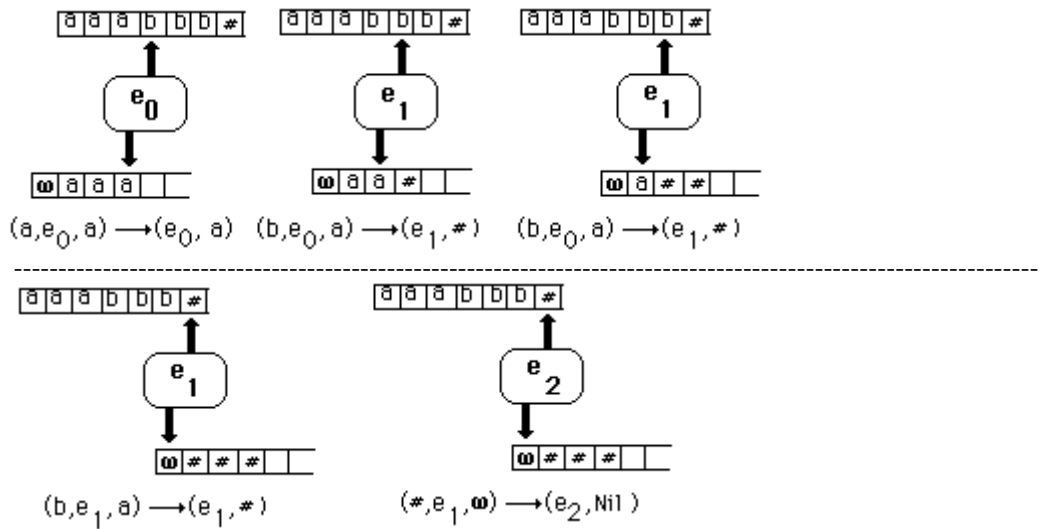 a a a b b b # a a a b b b # a a a b b b #
e0 e1 e1
ω a a a ω a a # ω a # #
(a,e0,a) → (e0, a) (b,e0,a) → (e1,#) (b,e0,a) → (e1,#)
a a a b b b # a a a b b b #
e1 e2
ω # # # ω # # #
(b,e1,a) → (e1,#) (#,e1,ω) → (e2,Nil)